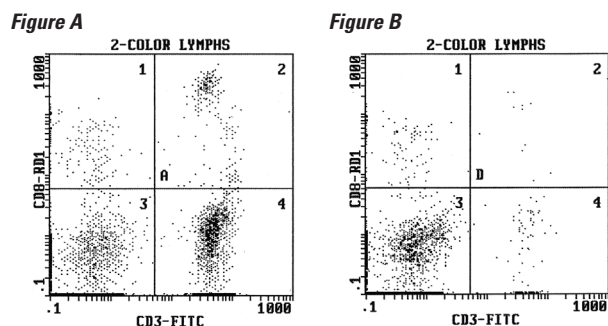 Figure A
2-COLOR LYMPHS
1000
CD8-RD1
.1
1
2
A
3
4
.1
1000
CD3-FITC
Figure B
2-COLOR LYMPHS
1000
CD8-RD1
.1
1
2
D
3
4
.1
1000
CD3-FITC